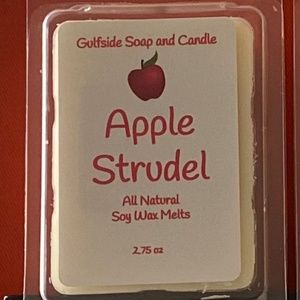 Gulfside Soap and Candle
Apple
Strudel
All Natural
Soy Wax Melts
2.75 oz